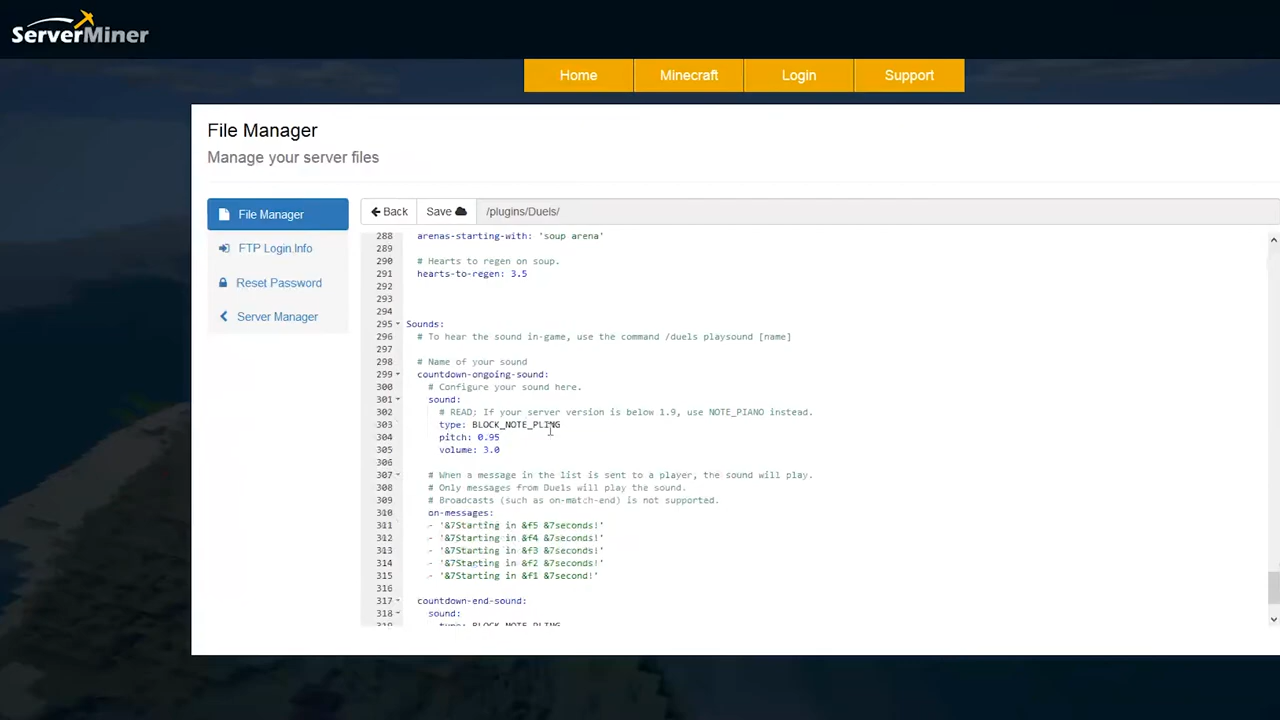 ServerMiner
Home
Minecraft
Login
Support
File Manager
Manage your server files
File Manager
FTP Login Info
Reset Password
Server Manager
Back
Save
/plugins/Duels/
288 arenas-starting-with: 'soup arena'
289
290 # Hearts to regen on soup.
291 hearts-to-regen: 3.5
292
293
294
295 Sounds:
296 # To hear the sound in-game, use the command /duels playsound [name]
297
298 # Name of your sound
299 countdown-ongoing-sound:
300 # Configure your sound here.
301 sound:
302 # READ; If your server version is below 1.9, use NOTE_PIANO instead.
303 type: BLOCK_NOTE_PLING
304 pitch: 0.95
305 volume: 3.0
306
307 # When a message in the list is sent to a player, the sound will play.
308 # Only messages from Duels will play the sound.
309 # Broadcasts (such as on-match-end) is not supported.
310 on-messages:
311 - '&7Starting in &f5 &7seconds!'
312 - '&7Starting in &f4 &7seconds!'
313 - '&7Starting in &f3 &7seconds!'
314 - '&7Starting in &f2 &7seconds!'
315 - '&7Starting in &f1 &7second!'
316
317 countdown-end-sound:
318 sound:
319 type: BLOCK_NOTE_PLING